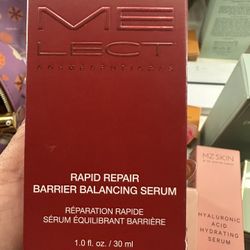 ME
LECT
RAPID REPAIR
BARRIER BALANCING SERUM
RÉPARATION RAPIDE
SÉRUM ÉQUILIBRANT BARRIÈRE
1.0 fl. oz. / 30 ml
MZ SKIN
HYALURONIC
ACID
HYDRATING
SERUM